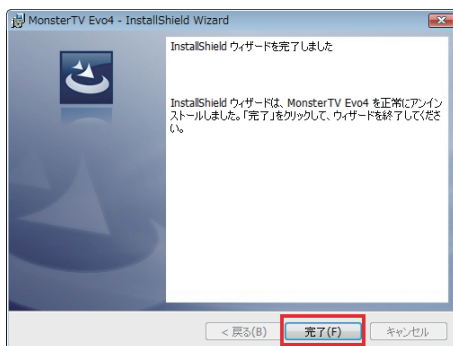 MonsterTV Evo4 - InstallShield Wizard
InstallShield ウィザードを完了しました
InstallShield ウィザードは、MonsterTV Evo4 を正常にアンイン
ストールしました。「完了」をクリックして、ウィザードを終了してくださ
い。
< 戻る(B)
完了(F)
キャンセル